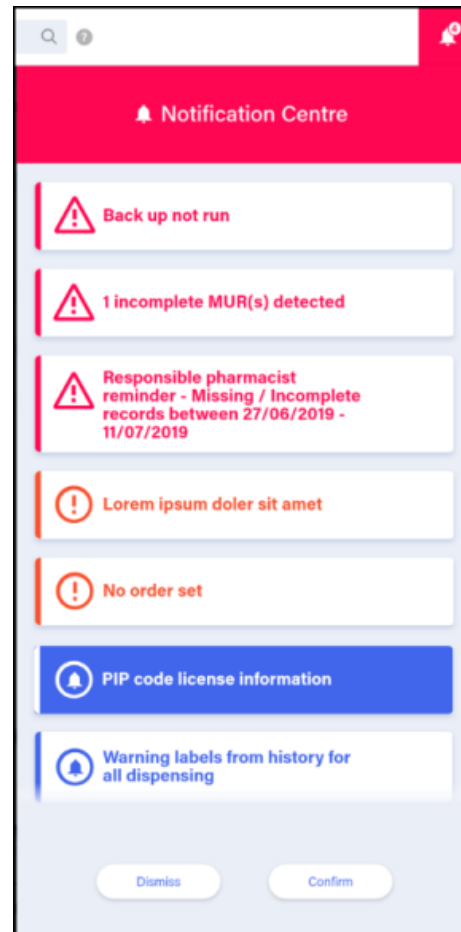 Notification Centre
Back up not run
1 incomplete MUR(s) detected
Responsible pharmacist
reminder - Missing / Incomplete
records between 27/06/2019 -
11/07/2019
Lorem ipsum doler sit amet
No order set
PIP code license information
Warning labels from history for
all dispensing
Dismiss
Confirm